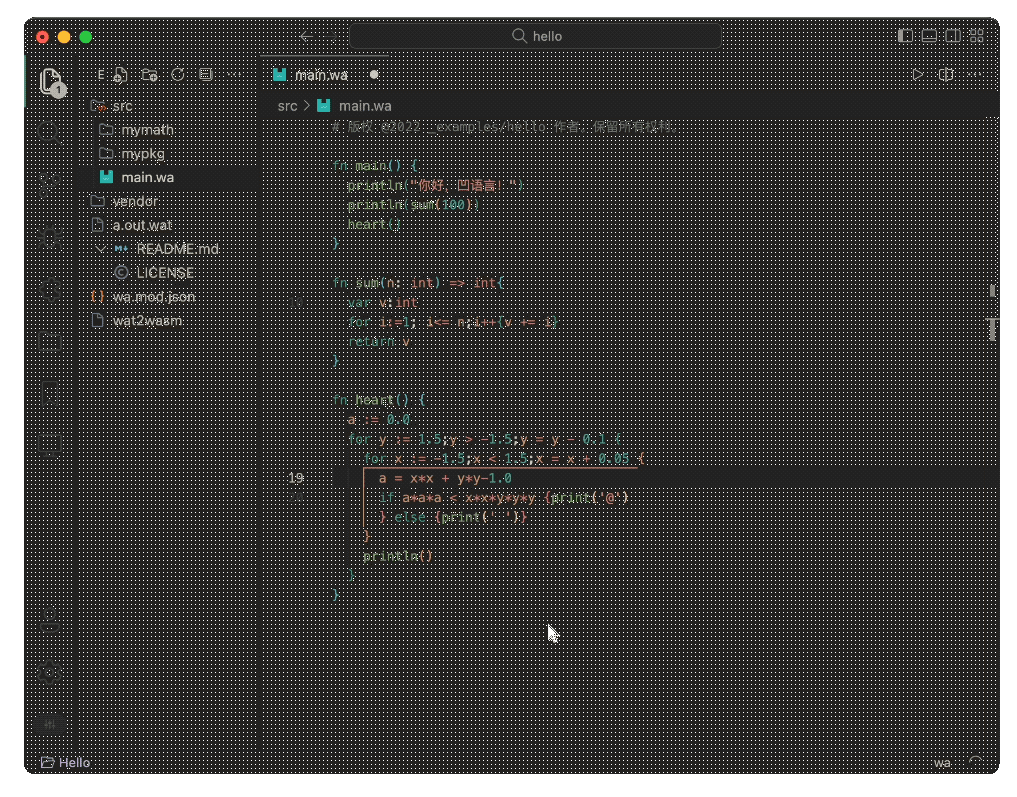 hello
E
main.wa
1
src
src > main.wa
mymath
# 版权 @2022 _examples/hello 作者。保留所有权利。
mypkg
fn main() {
main.wa
println("你好，凹语言！")
vendor
println(sum(100))
a.out.wat
heart()
README.md
}
LICENSE
fn sum(n: int) => int{
wa.mod.json
var v:int
wat2wasm
for i:=1; i<= n;i++{v += i}
return v
}
fn heart() {
a := 0.0
for y := 1.5;y > -1.5;y = y - 0.1 {
for x := -1.5;x < 1.5;x = x + 0.05 {
19 a = x*x + y*y-1.0
if a*a*a < x*x*y*y*y {print('@')
} else {print(' ')}
}
println()
}
}
Hello
wa